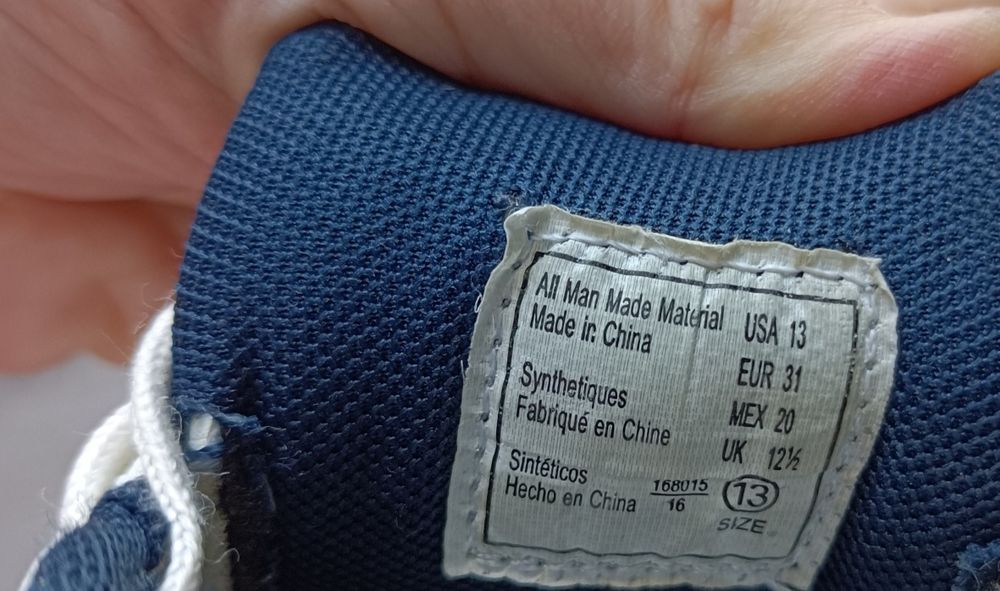 All Man Made Material
Made in China
Synthetiques
Fabriqué en Chine
Sintéticos
Hecho en China
USA 13
EUR 31
MEX 20
UK 12½
168015
16
13
SIZE